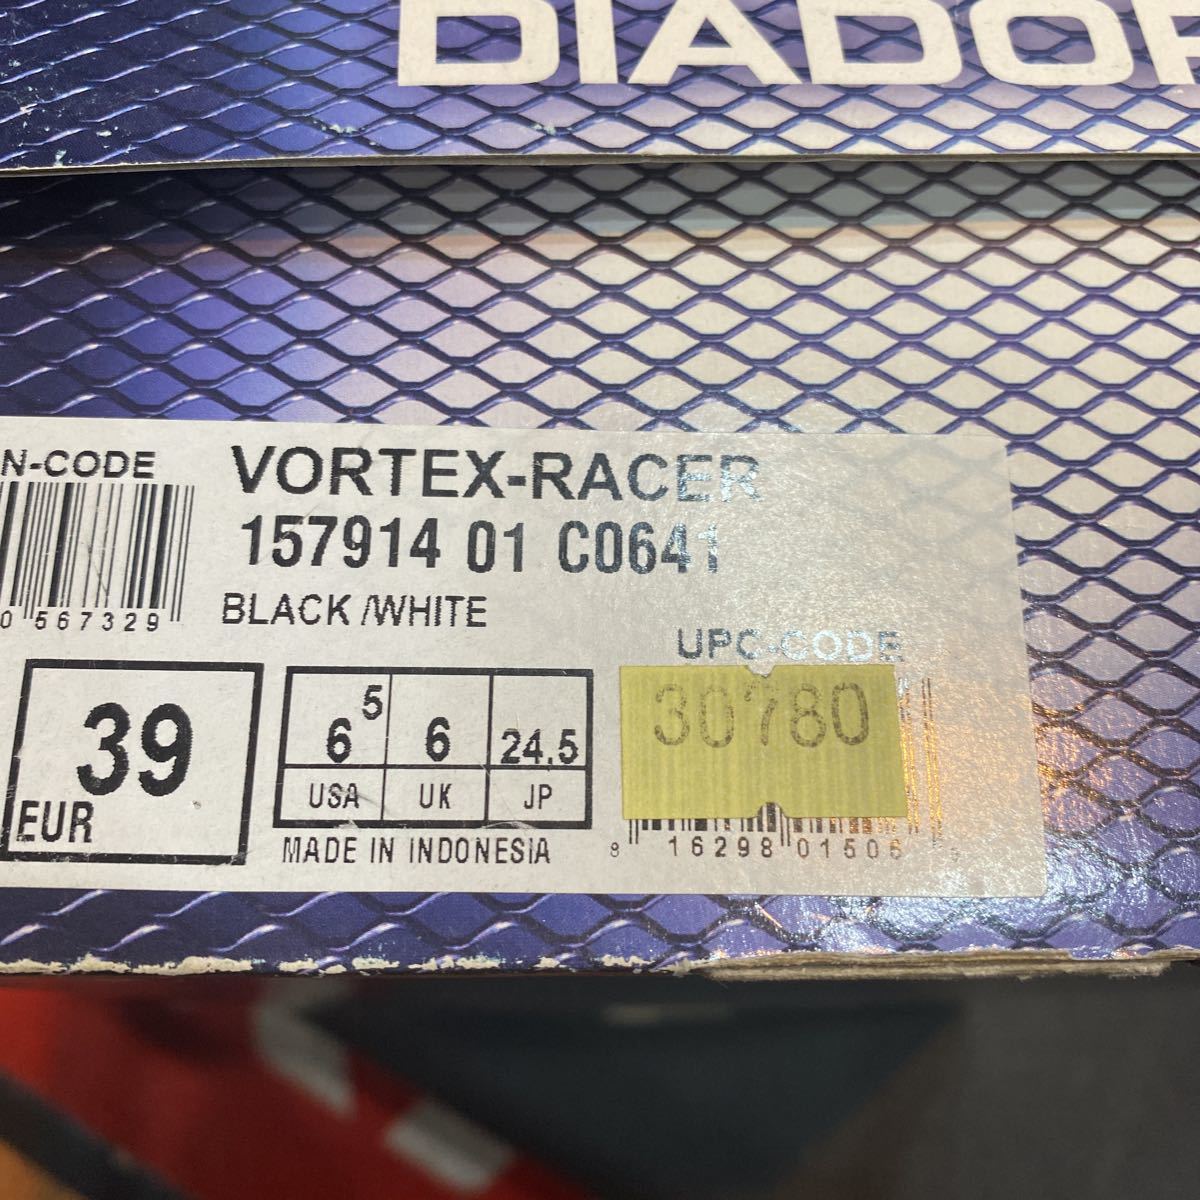 DIADOR
N-CODE
VORTEX-RACER
157914 01 C0641
BLACK /WHITE
0 567329
UPC-CODE
30780
39
EUR
6 5 6 24.5
USA UK JP
MADE IN INDONESIA
8 16298 01506